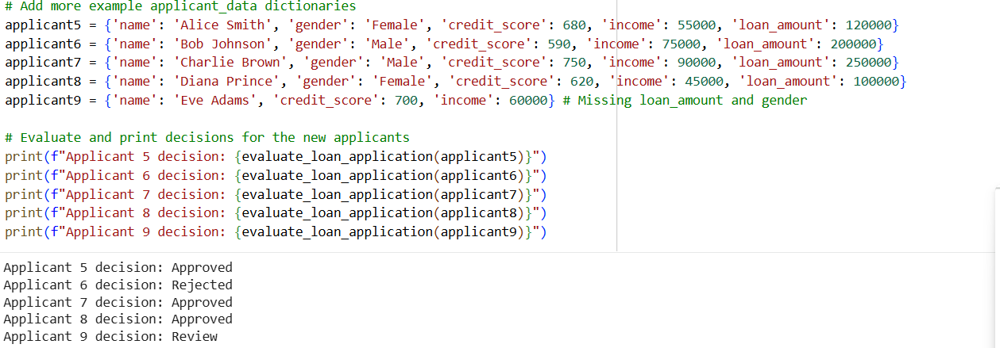 # Add more example applicant_data dictionaries
applicant5 = {'name': 'Alice Smith', 'gender': 'Female', 'credit_score': 680, 'income': 55000, 'loan_amount': 120000}
applicant6 = {'name': 'Bob Johnson', 'gender': 'Male', 'credit_score': 590, 'income': 75000, 'loan_amount': 200000}
applicant7 = {'name': 'Charlie Brown', 'gender': 'Male', 'credit_score': 750, 'income': 90000, 'loan_amount': 250000}
applicant8 = {'name': 'Diana Prince', 'gender': 'Female', 'credit_score': 620, 'income': 45000, 'loan_amount': 100000}
applicant9 = {'name': 'Eve Adams', 'credit_score': 700, 'income': 60000} # Missing loan_amount and gender
# Evaluate and print decisions for the new applicants
print(f"Applicant 5 decision: {evaluate_loan_application(applicant5)}")
print(f"Applicant 6 decision: {evaluate_loan_application(applicant6)}")
print(f"Applicant 7 decision: {evaluate_loan_application(applicant7)}")
print(f"Applicant 8 decision: {evaluate_loan_application(applicant8)}")
print(f"Applicant 9 decision: {evaluate_loan_application(applicant9)}")
Applicant 5 decision: Approved
Applicant 6 decision: Rejected
Applicant 7 decision: Approved
Applicant 8 decision: Approved
Applicant 9 decision: Review